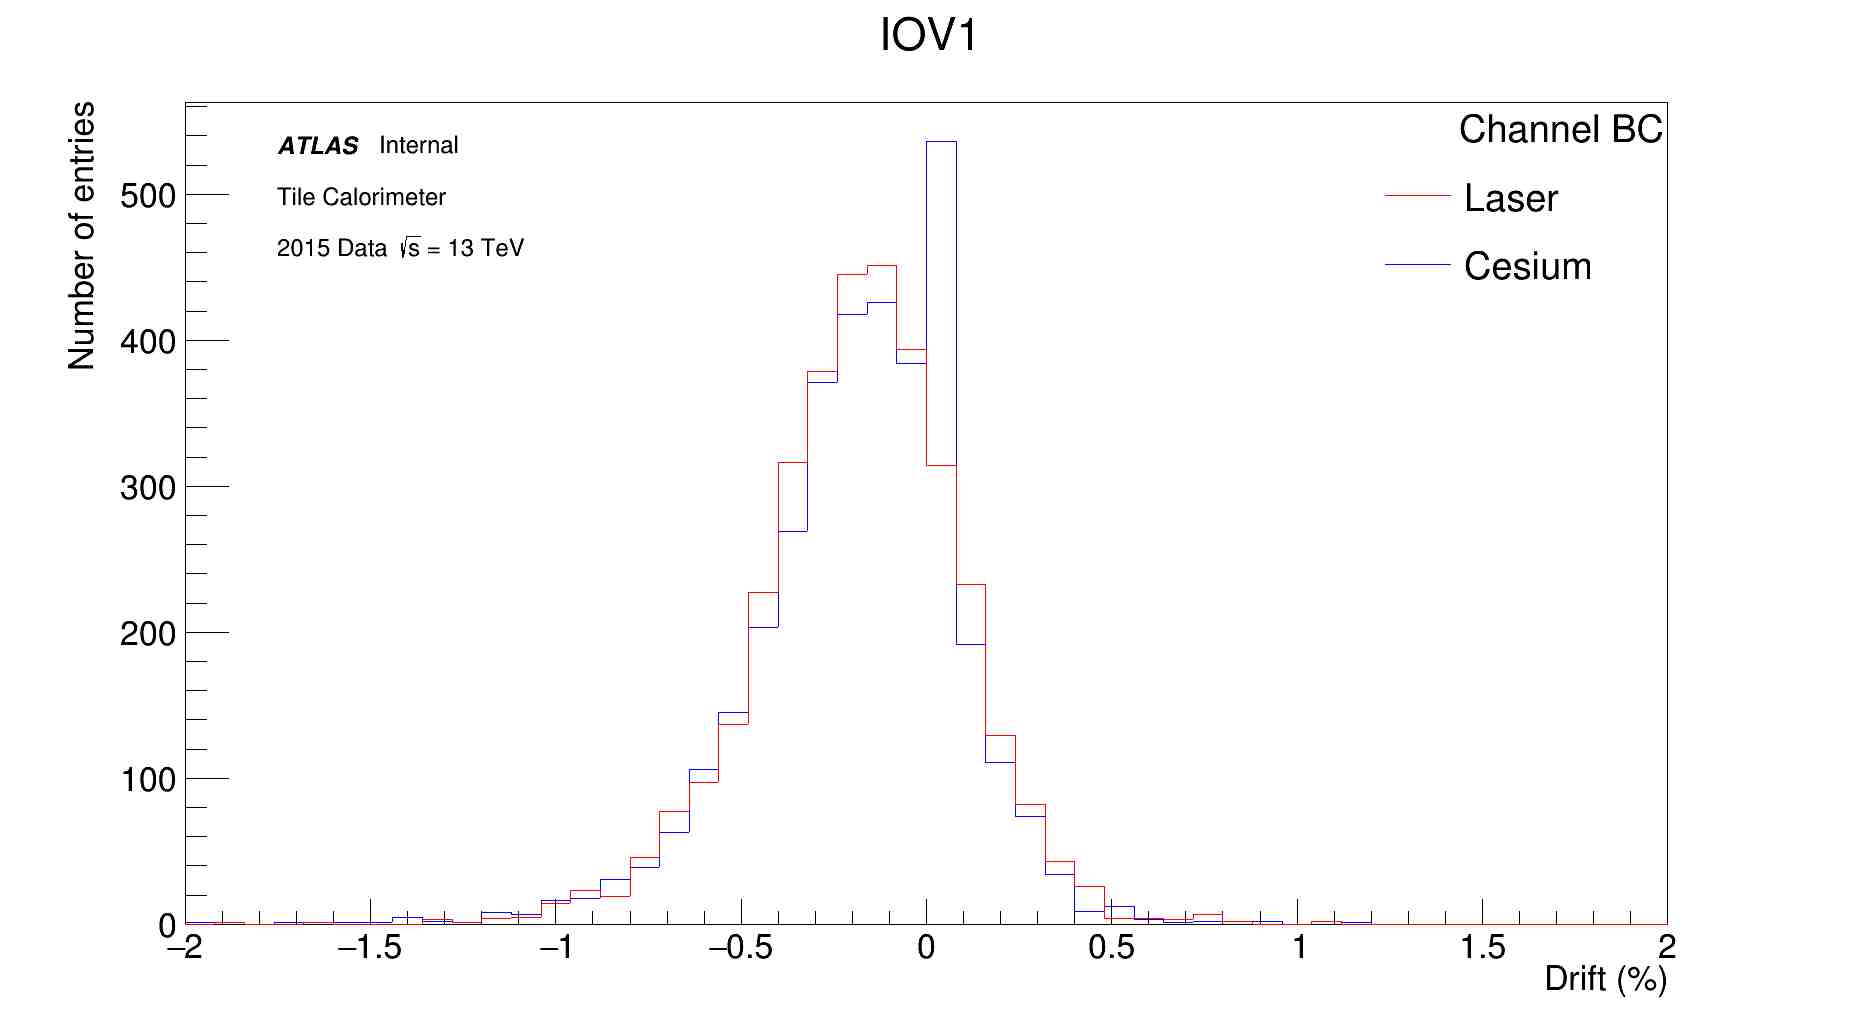 IOV1
Number of entries
ATLAS Internal
Tile Calorimeter
2015 Data √s = 13 TeV
Channel BC
Laser
Cesium
500
400
300
200
100
0
−2 −1.5 −1 −0.5 0 0.5 1 1.5 2
Drift (%)